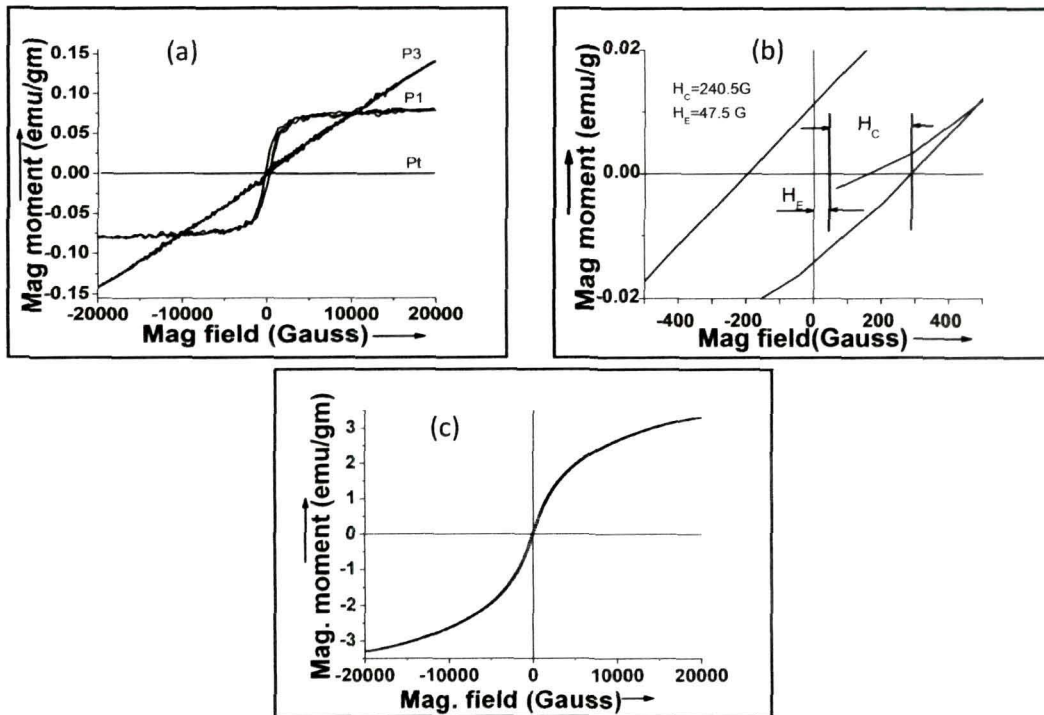 (a)
Mag moment (emu/gm)
0.15
0.10
0.05
0.00
-0.05
-0.10
-0.15
P3
P1
Pt
-20000 -10000 0 10000 20000
Mag field (Gauss)
(b)
Mag moment (emu/g)
0.02
0.00
-0.02
H_C=240.5G
H_E=47.5 G
H_C
H_E
-400 -200 0 200 400
Mag field(Gauss)
(c)
Mag. moment (emu/gm)
3
2
1
0
-1
-2
-3
-20000 -10000 0 10000 20000
Mag. field (Gauss)